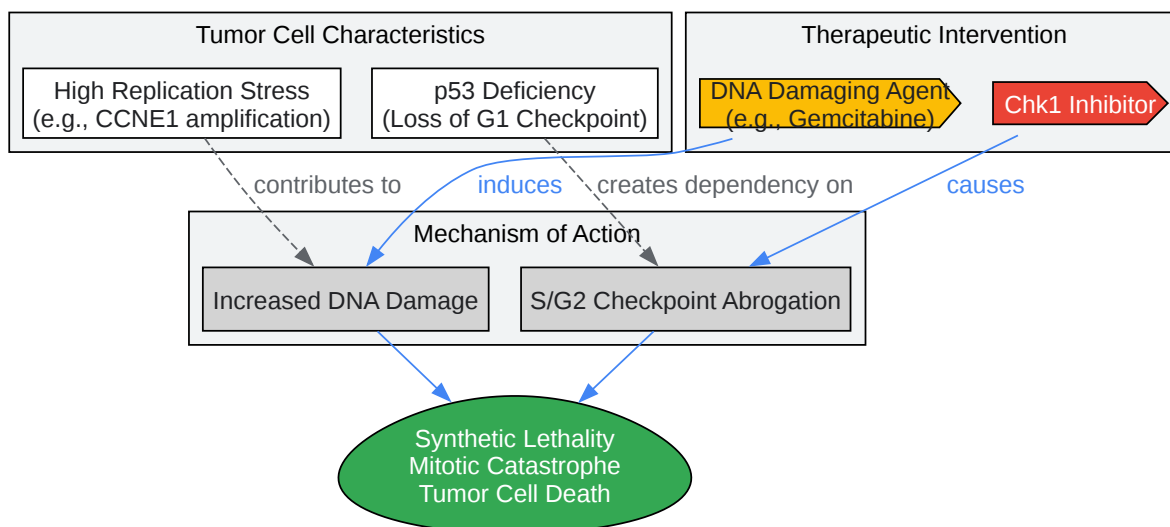 Tumor Cell Characteristics
Therapeutic Intervention
High Replication Stress
(e.g., CCNE1 amplification)
p53 Deficiency
(Loss of G1 Checkpoint)
DNA Damaging Agent
(e.g., Gemcitabine)
Chk1 Inhibitor
contributes to
induces
creates dependency on
causes
Mechanism of Action
Increased DNA Damage
S/G2 Checkpoint Abrogation
Synthetic Lethality
Mitotic Catastrophe
Tumor Cell Death